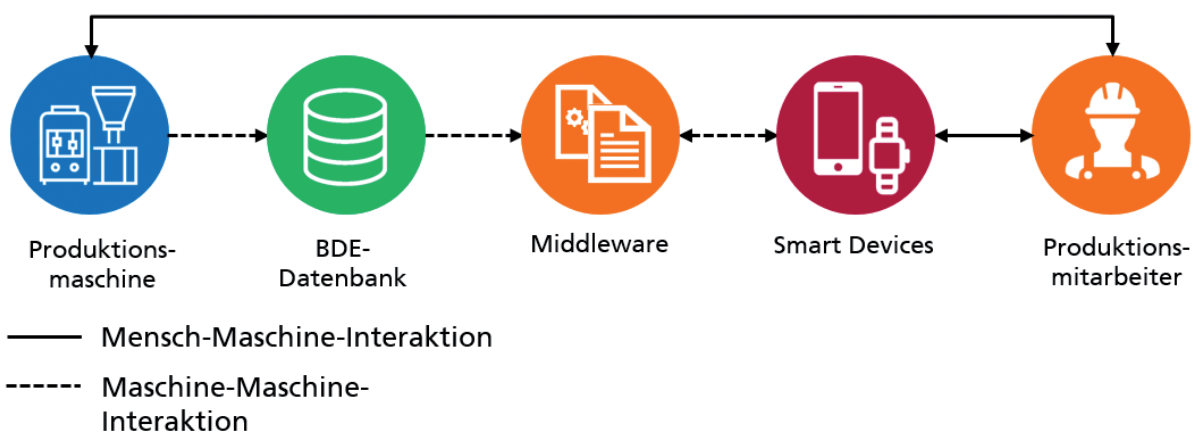 Produktions-
maschine
BDE-
Datenbank
Middleware
Smart Devices
Produktions-
mitarbeiter
Mensch-Maschine-Interaktion
Maschine-Maschine-
Interaktion